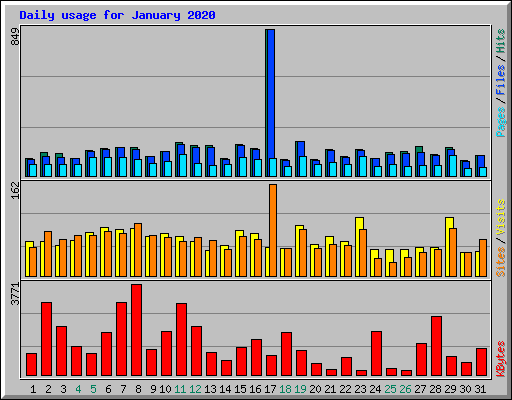 Daily usage for January 2020
849
Pages / Files / Hits
162
Sites / Visits
3771
KBytes
1 2 3 4 5 6 7 8 9 10 11 12 13 14 15 16 17 18 19 20 21 22 23 24 25 26 27 28 29 30 31